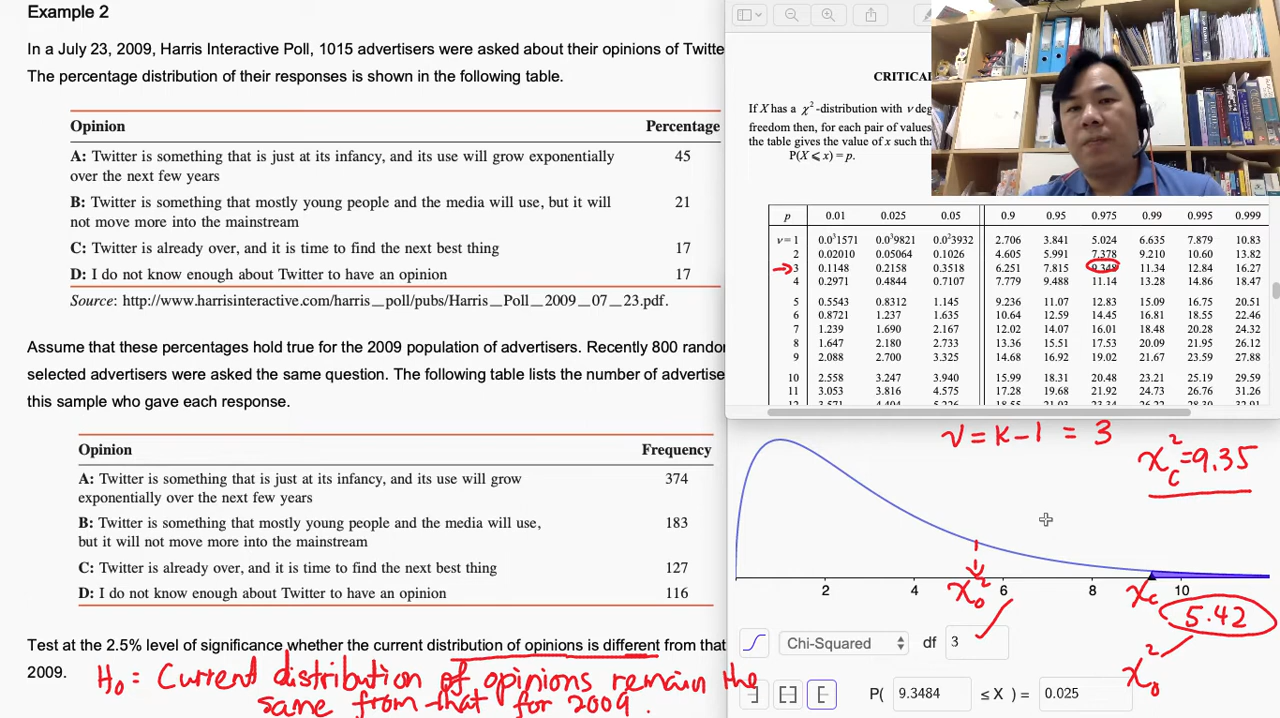 Example 2
In a July 23, 2009, Harris Interactive Poll, 1015 advertisers were asked about their opinions of Twitte
The percentage distribution of their responses is shown in the following table.
Opinion Percentage
A: Twitter is something that is just at its infancy, and its use will grow exponentially 45
over the next few years
B: Twitter is something that mostly young people and the media will use, but it will 21
not move more into the mainstream
C: Twitter is already over, and it is time to find the next best thing 17
D: I do not know enough about Twitter to have an opinion 17
Source: http://www.harrisinteractive.com/harris_poll/pubs/Harris_Poll_2009_07_23.pdf.
Assume that these percentages hold true for the 2009 population of advertisers. Recently 800 rando
selected advertisers were asked the same question. The following table lists the number of advertise
this sample who gave each response.
Opinion Frequency
A: Twitter is something that is just at its infancy, and its use will grow 374
exponentially over the next few years
B: Twitter is something that mostly young people and the media will use, 183
but it will not move more into the mainstream
C: Twitter is already over, and it is time to find the next best thing 127
D: I do not know enough about Twitter to have an opinion 116
Test at the 2.5% level of significance whether the current distribution of opinions is different from that
2009.
H₀ = Current distribution of opinions remain the
same from that for 2009.
CRITICAL
If X has a χ²-distribution with ν deg
freedom then, for each pair of values
the table gives the value of x such tha
P(X ⩽ x) = p.
p 0.01 0.025 0.05 0.9 0.95 0.975 0.99 0.995 0.999
ν = 1 0.0³1571 0.0³9821 0.0²3932 2.706 3.841 5.024 6.635 7.879 10.83
2 0.02010 0.05064 0.1026 4.605 5.991 7.378 9.210 10.60 13.82
3 0.1148 0.2158 0.3518 6.251 7.815 9.348 11.34 12.84 16.27
4 0.2971 0.4844 0.7107 7.779 9.488 11.14 13.28 14.86 18.47
5 0.5543 0.8312 1.145 9.236 11.07 12.83 15.09 16.75 20.51
6 0.8721 1.237 1.635 10.64 12.59 14.45 16.81 18.55 22.46
7 1.239 1.690 2.167 12.02 14.07 16.01 18.48 20.28 24.32
8 1.647 2.180 2.733 13.36 15.51 17.53 20.09 21.95 26.12
9 2.088 2.700 3.325 14.68 16.92 19.02 21.67 23.59 27.88
10 2.558 3.247 3.940 15.99 18.31 20.48 23.21 25.19 29.59
11 3.053 3.816 4.575 17.28 19.68 21.92 24.73 26.76 31.26
ν = k - 1 = 3
χ²c = 9.35
χ₀²
χc
2 4 6 8 10
5.42
χ₀²
Chi-Squared df 3
P( 9.3484 ≤ X ) = 0.025